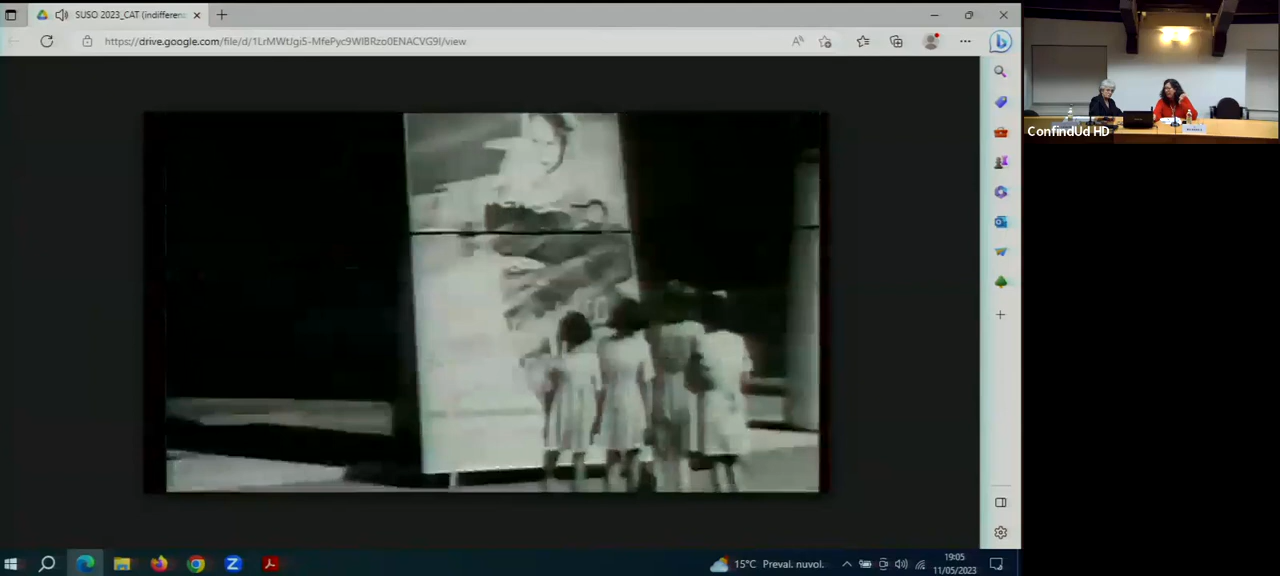 SUSO 2023_CAT (indifferen
https://drive.google.com/file/d/1LrMWtJgi5-MfePyc9WlBRzo0ENACVG9I/view
ConfindUd HD
15°C Preval. nuvol.
19:05
11/05/2023